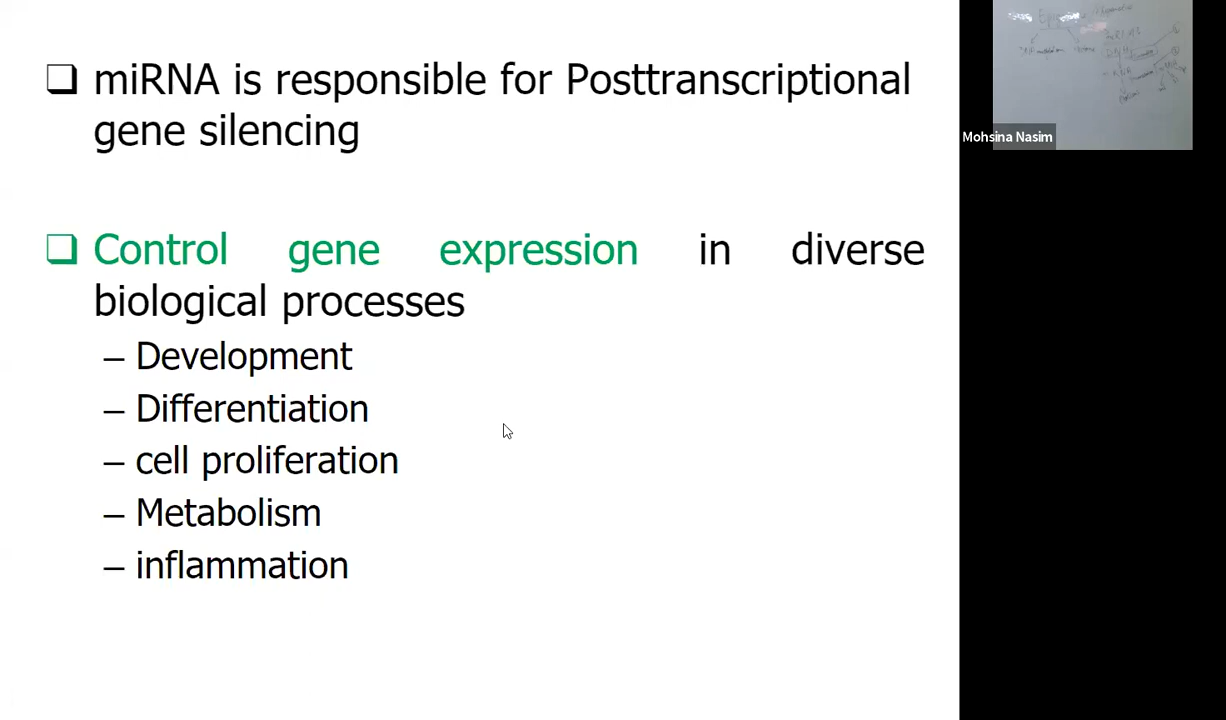 ❑ miRNA is responsible for Posttranscriptional
gene silencing
❑ Control gene expression in diverse
biological processes
– Development
– Differentiation
– cell proliferation
– Metabolism
– inflammation
Mohsina Nasim